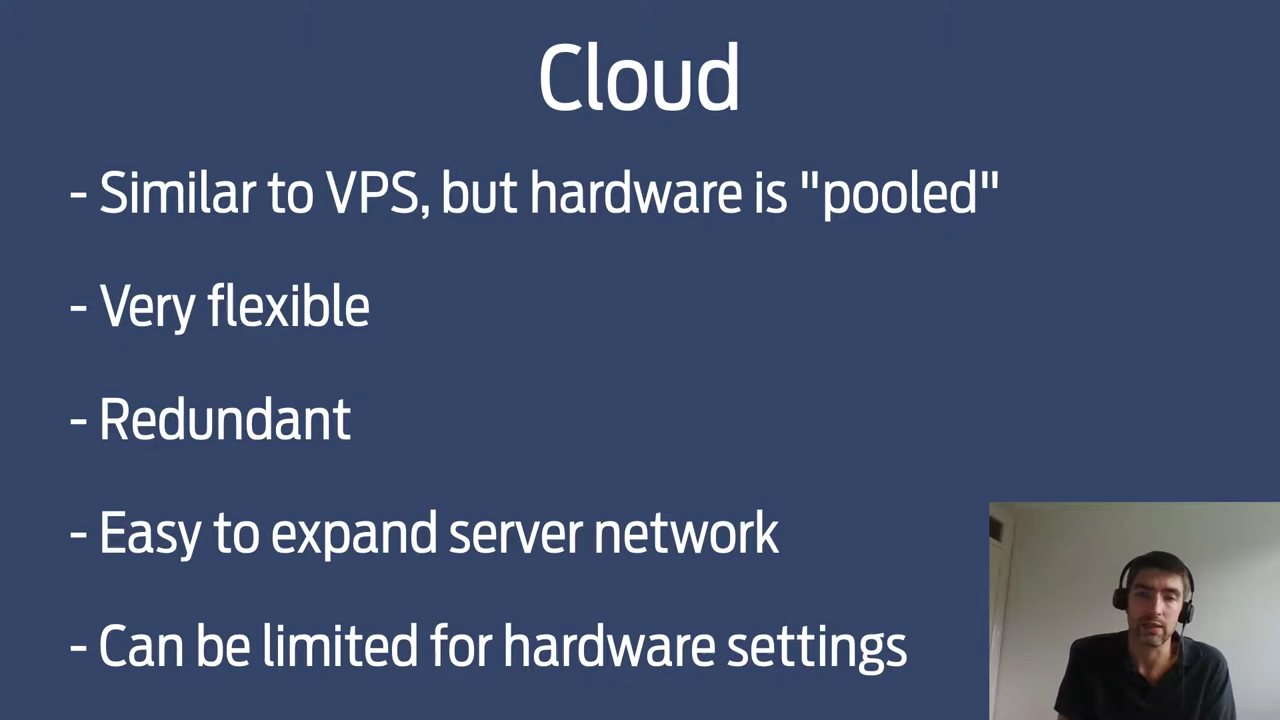 Cloud
- Similar to VPS, but hardware is "pooled"
- Very flexible
- Redundant
- Easy to expand server network
- Can be limited for hardware settings